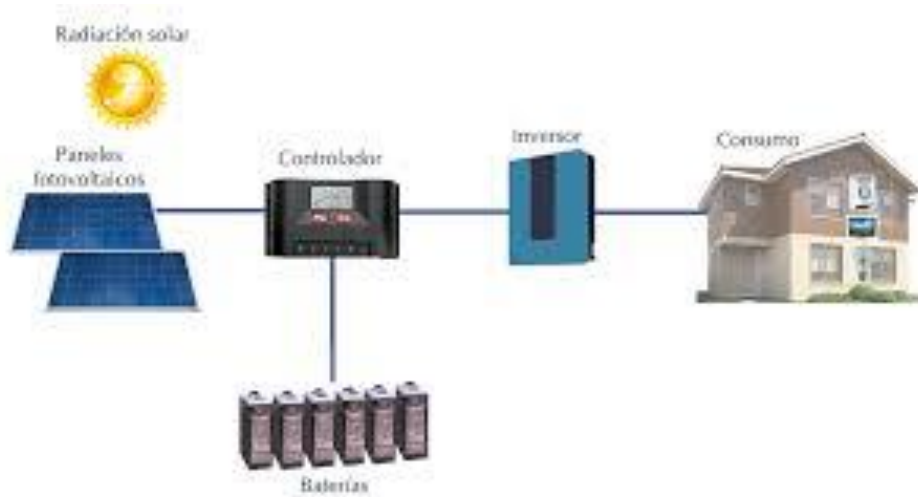 Radiación solar
Paneles
fotovoltaicos
Controlador
Inversor
Consumo
Baterías